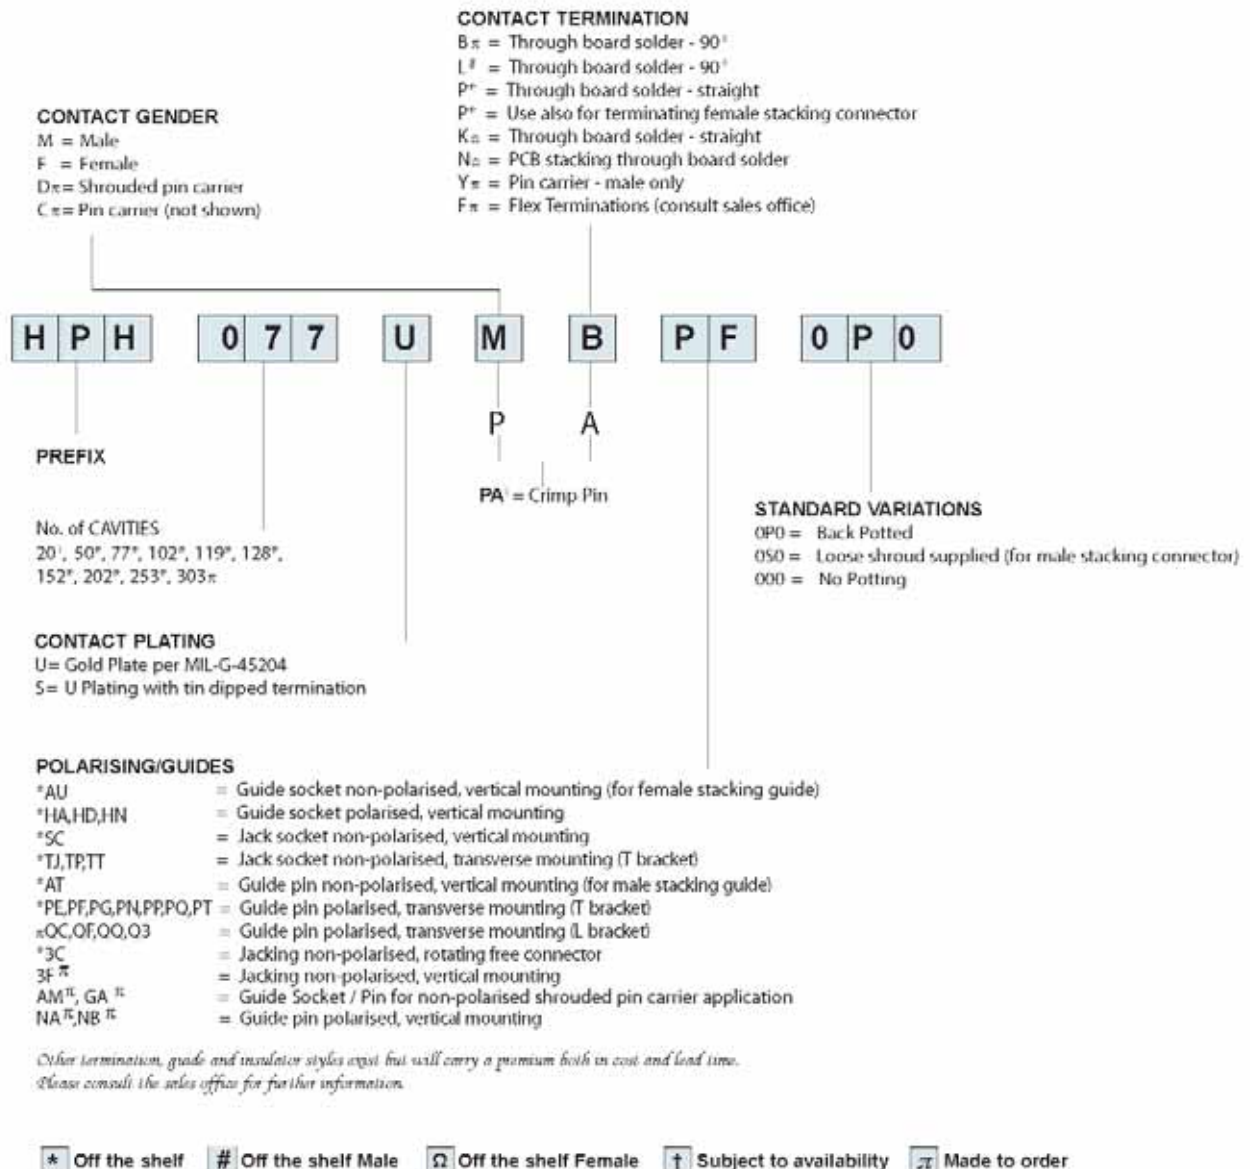 CONTACT TERMINATION
Bπ = Through board solder - 90°
L# = Through board solder - 90°
P* = Through board solder - straight
P* = Use also for terminating female stacking connector
KΩ = Through board solder - straight
NΩ = PCB stacking through board solder
Yπ = Pin carrier - male only
Fπ = Flex Terminations (consult sales office)
CONTACT GENDER
M = Male
F = Female
Dπ= Shrouded pin carrier
Cπ= Pin carrier (not shown)
H P H 0 7 7 U M B P F 0 P 0
P A
PREFIX
PA† = Crimp Pin
No. of CAVITIES
20†, 50*, 77*, 102*, 119*, 128*,
152*, 202*, 253*, 303π
STANDARD VARIATIONS
0P0 = Back Potted
0S0 = Loose shroud supplied (for male stacking connector)
000 = No Potting
CONTACT PLATING
U= Gold Plate per MIL-G-45204
S= U Plating with tin dipped termination
POLARISING/GUIDES
*AU = Guide socket non-polarised, vertical mounting (for female stacking guide)
*HA,HD,HN = Guide socket polarised, vertical mounting
*SC = Jack socket non-polarised, vertical mounting
*TJ,TP,TT = Jack socket non-polarised, transverse mounting (T bracket)
*AT = Guide pin non-polarised, vertical mounting (for male stacking guide)
*PE,PF,PG,PN,PP,PQ,PT = Guide pin polarised, transverse mounting (T bracket)
πQC,QF,QQ,Q3 = Guide pin polarised, transverse mounting (L bracket)
*3C = Jacking non-polarised, rotating free connector
3F π = Jacking non-polarised, vertical mounting
AM π, GA π = Guide Socket / Pin for non-polarised shrouded pin carrier application
NA π,NB π = Guide pin polarised, vertical mounting
Other termination, guide and insulator styles exist but will carry a premium both in cost and lead time.
Please consult the sales office for further information.
* Off the shelf # Off the shelf Male Ω Off the shelf Female † Subject to availability π Made to order